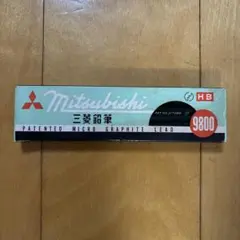 Mitsubishi
三菱鉛筆
PATENTED MICRO GRAPHITE LEAD
HB
9800